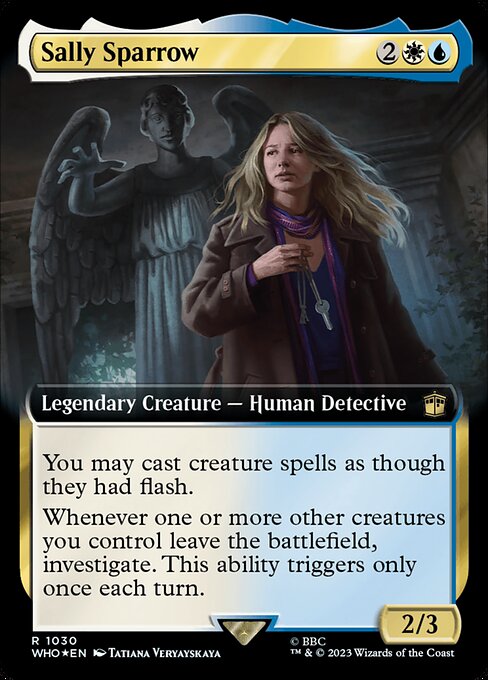 Sally Sparrow 2
Legendary Creature — Human Detective
You may cast creature spells as though
they had flash.
Whenever one or more other creatures
you control leave the battlefield,
investigate. This ability triggers only
once each turn.
2/3
R 1030
WHO★EN Tatiana Veryayskaya
© BBC
™ & © 2023 Wizards of the Coast